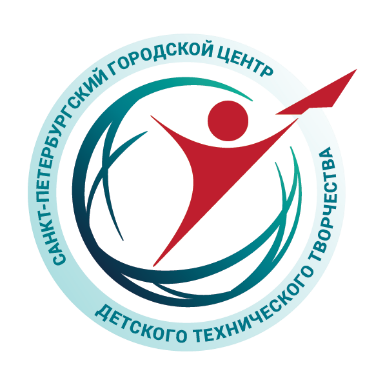 САНКТ-ПЕТЕРБУРГСКИЙ ГОРОДСКОЙ ЦЕНТР
ДЕТСКОГО ТЕХНИЧЕСКОГО ТВОРЧЕСТВА